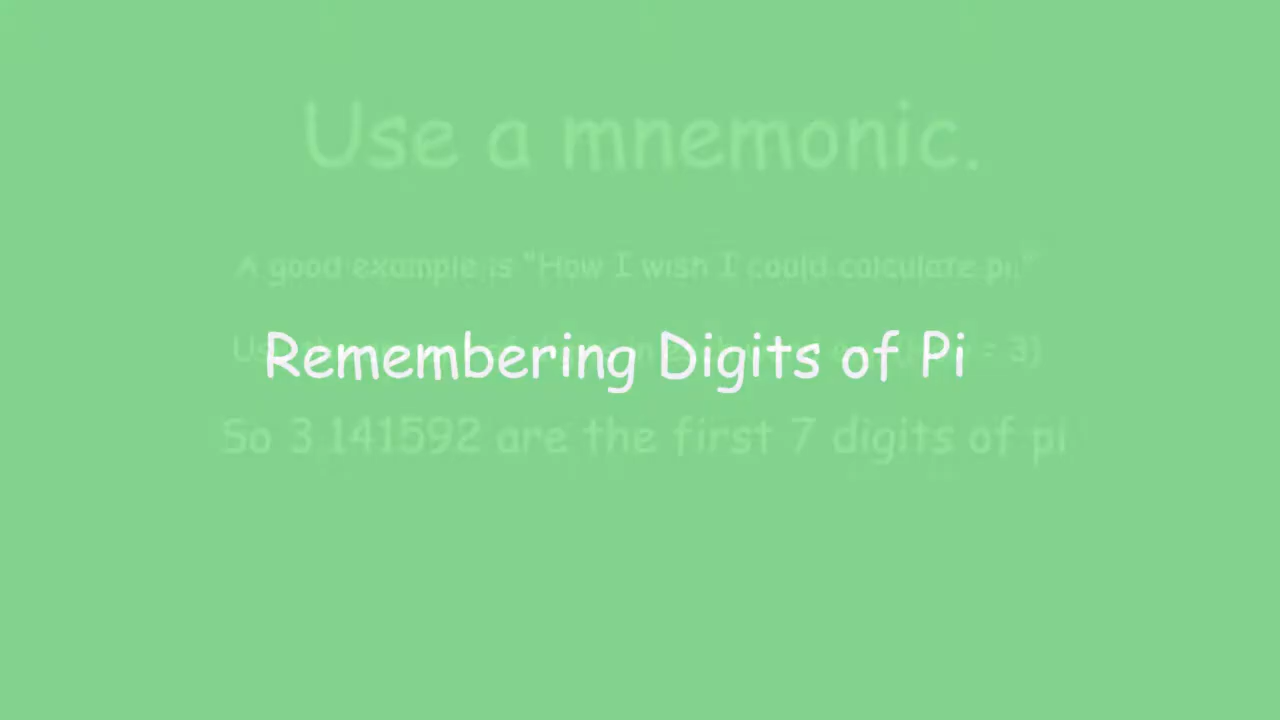 Use a mnemonic.
A good example is "How I wish I could calculate pi."
Remembering Digits of Pi
= 3)
So 3.141592 are the first 7 digits of pi